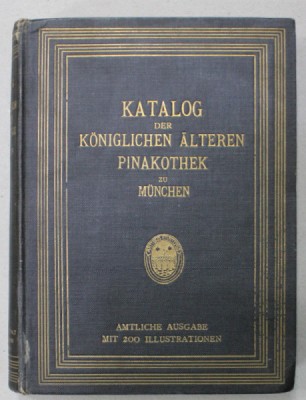 KATALOG
DER
KÖNIGLICHEN ÄLTEREN
PINAKOTHEK
ZU
MÜNCHEN
AMTLICHE AUSGABE
MIT 200 ILLUSTRATIONEN